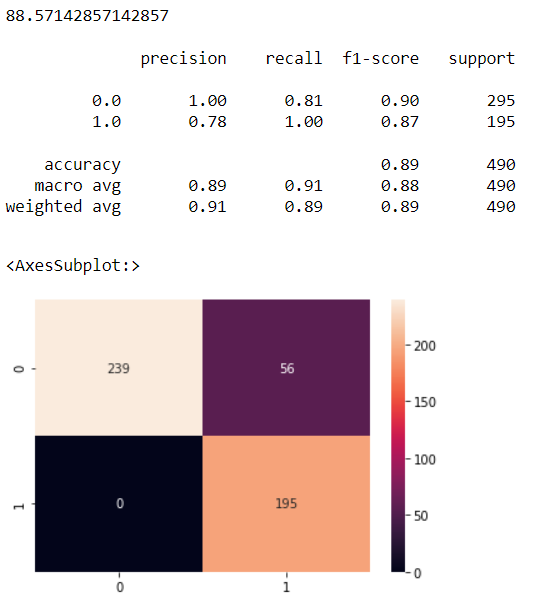 88.57142857142857
precision recall f1-score support
0.0 1.00 0.81 0.90 295
1.0 0.78 1.00 0.87 195
accuracy 0.89 490
macro avg 0.89 0.91 0.88 490
weighted avg 0.91 0.89 0.89 490
<AxesSubplot:>
0 239 56
1 0 195
0 1
200
150
100
50
0